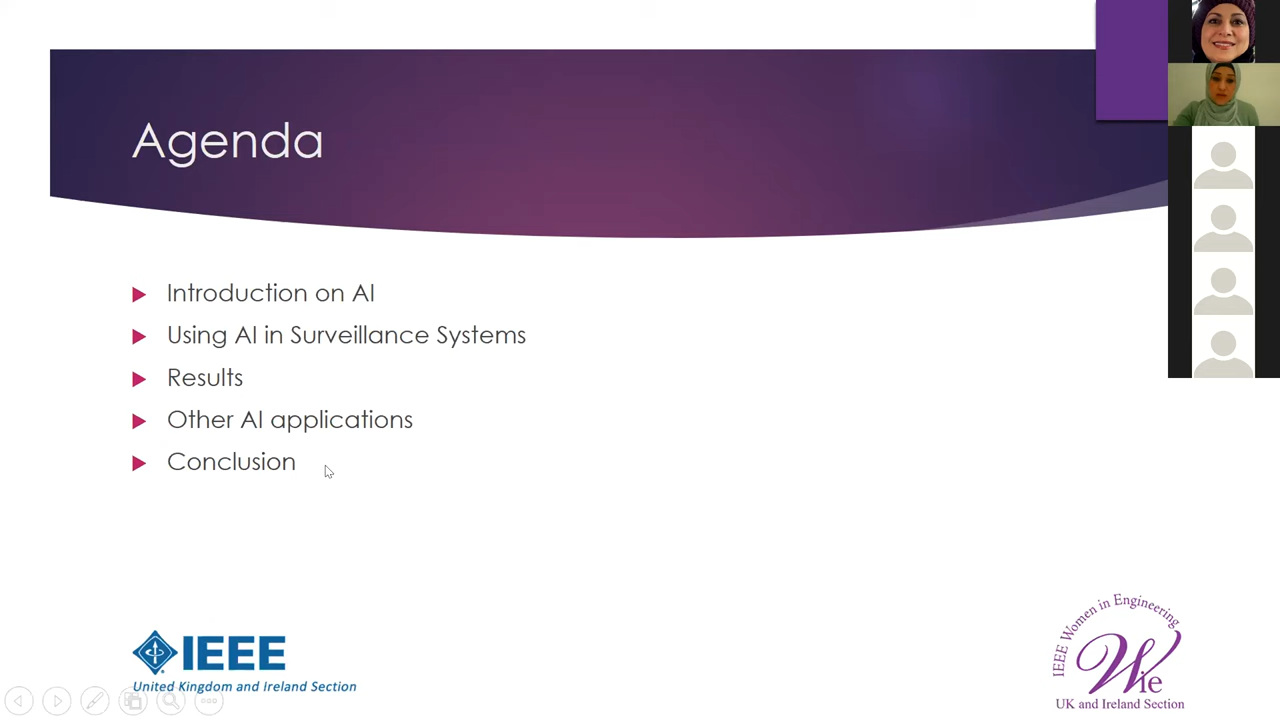 Agenda
Introduction on AI
Using AI in Surveillance Systems
Results
Other AI applications
Conclusion
IEEE
United Kingdom and Ireland Section
IEEE Women in Engineering
Wie
UK and Ireland Section